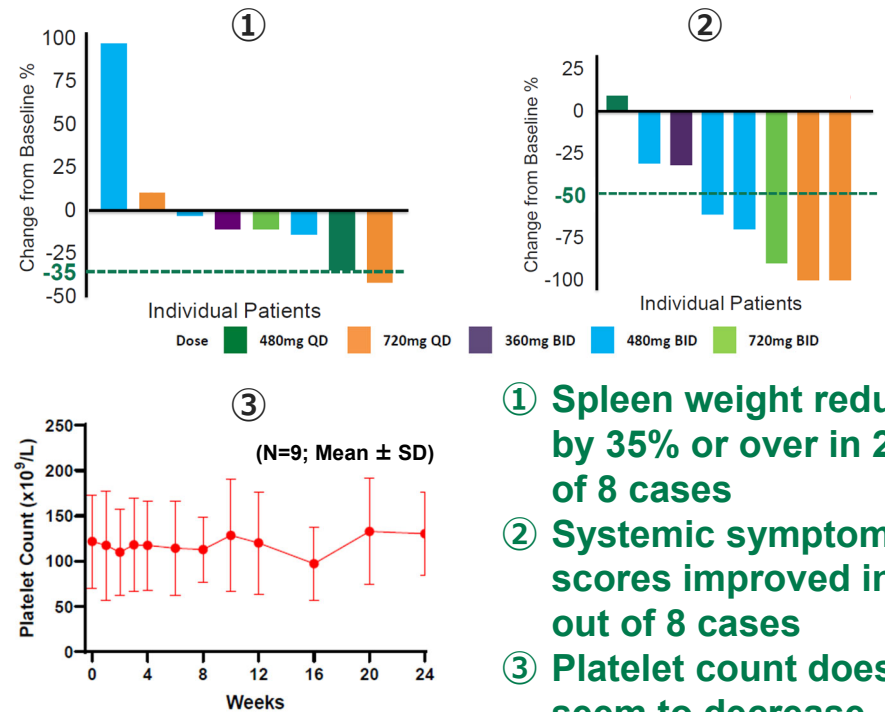 ①
100
75
50
25
0
-25
-35
-50
Change from Baseline %
Individual Patients
②
25
0
-25
-50
-75
-100
Change from Baseline %
Individual Patients
Dose 480mg QD 720mg QD 360mg BID 480mg BID 720mg BID
③
(N=9; Mean ± SD)
250
200
150
100
50
0
Platelet Count (x10⁹/L)
0 4 8 12 16 20 24
Weeks
① Spleen weight redu
by 35% or over in 2
of 8 cases
② Systemic symptom
scores improved in
out of 8 cases
③ Platelet count does
seem to decrease